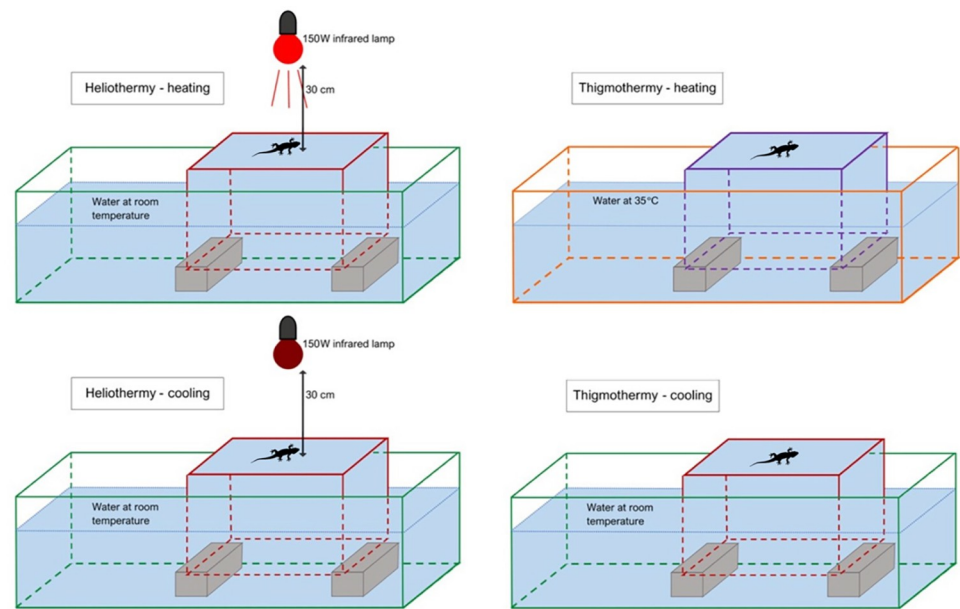 150W infrared lamp
Heliothermy - heating
30 cm
Thigmothermy - heating
Water at room
temperature
Water at 35°C
150W infrared lamp
Heliothermy - cooling
30 cm
Thigmothermy - cooling
Water at room
temperature
Water at room
temperature